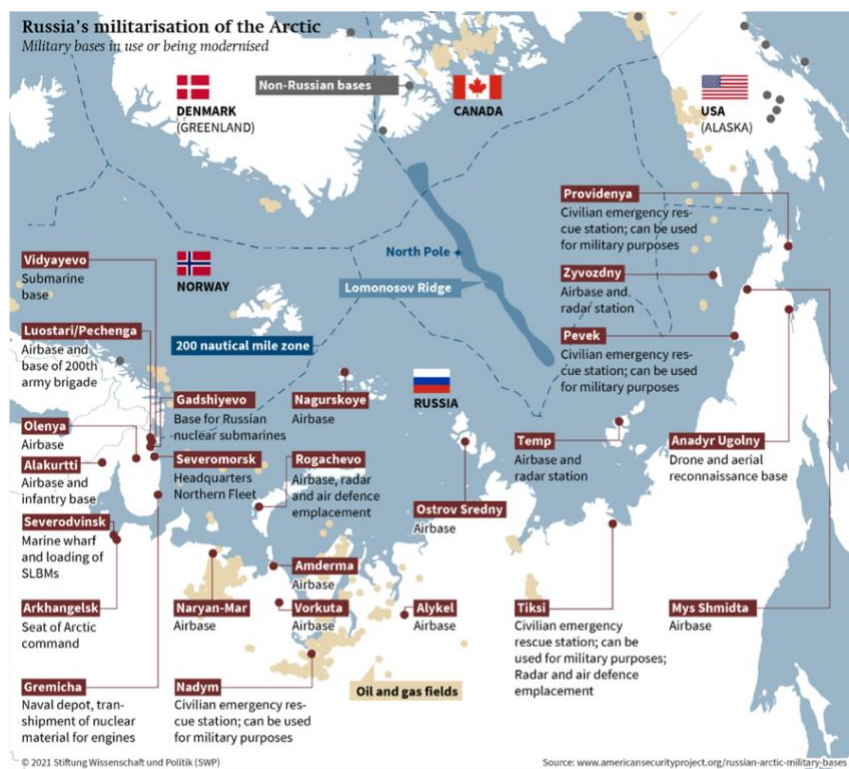 Russia's militarisation of the Arctic
Military bases in use or being modernised
Non-Russian bases
DENMARK
(GREENLAND)
CANADA
USA
(ALASKA)
Providenya
Civilian emergency res-
cue station; can be used
for military purposes
North Pole
Vidyayevo
Submarine
base
NORWAY
Zyvozdny
Airbase and
radar station
Lomonosov Ridge
Luostari/Pechenga
Airbase and
base of 200th
army brigade
200 nautical mile zone
Pevek
Civilian emergency res-
cue station; can be used
for military purposes
RUSSIA
Gadshiyevo
Base for Russian
nuclear submarines
Nagurskoye
Airbase
Olenya
Airbase
Severomorsk
Headquarters
Northern Fleet
Rogachevo
Airbase, radar
and air defence
emplacement
Temp
Airbase and
radar station
Anadyr Ugolny
Drone and aerial
reconnaissance base
Alakurtti
Airbase and
infantry base
Ostrov Sredny
Airbase
Severodvinsk
Marine wharf
and loading of
SLBMs
Amderma
Airbase
Arkhangelsk
Seat of Arctic
command
Naryan-Mar
Airbase
Vorkuta
Airbase
Alykel
Airbase
Tiksi
Civilian emergency
rescue station; can be
used for military purposes;
Radar and air defence
emplacement
Mys Shmidta
Airbase
Gremicha
Naval depot, tran-
shipment of nuclear
material for engines
Nadym
Civilian emergency res-
cue station; can be used
for military purposes
Oil and gas fields
© 2021 Stiftung Wissenschaft und Politik (SWP)
Source: www.americansecurityproject.org/russian-arctic-military-bases